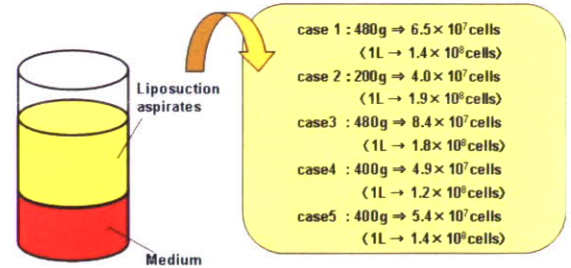 Liposuction
aspirates
Medium
case 1 : 480g ⇒ 6.5× 10⁷cells
(1L → 1.4× 10⁸cells)
case 2 : 200g ⇒ 4.0× 10⁷cells
(1L → 1.9× 10⁸cells)
case3 : 480g ⇒ 8.4× 10⁷cells
(1L → 1.8× 10⁸cells)
case4 : 400g ⇒ 4.9× 10⁷cells
(1L → 1.2× 10⁸cells)
case5 : 400g ⇒ 5.4× 10⁷cells
(1L → 1.4× 10⁸cells)